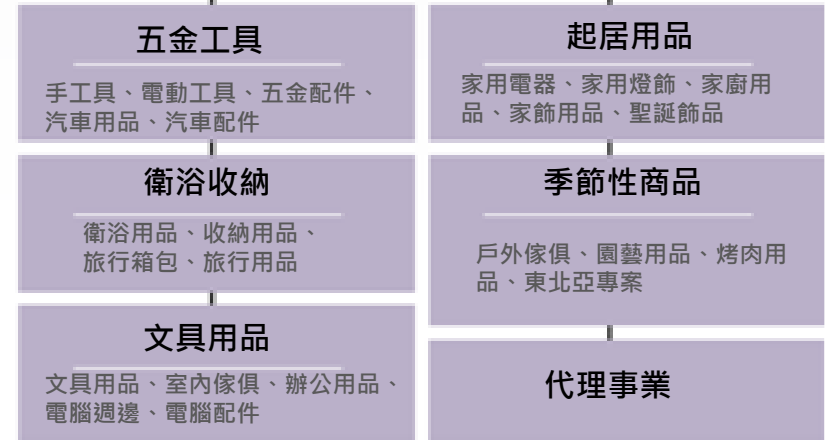 五金工具
手工具、電動工具、五金配件、
汽車用品、汽車配件
衛浴收納
衛浴用品、收納用品、
旅行箱包、旅行用品
文具用品
文具用品、室內傢俱、辦公用品、
電腦週邊、電腦配件
起居用品
家用電器、家用燈飾、家廚用
品、家飾用品、聖誕飾品
季節性商品
戶外傢俱、園藝用品、烤肉用
品、東北亞專案
代理事業